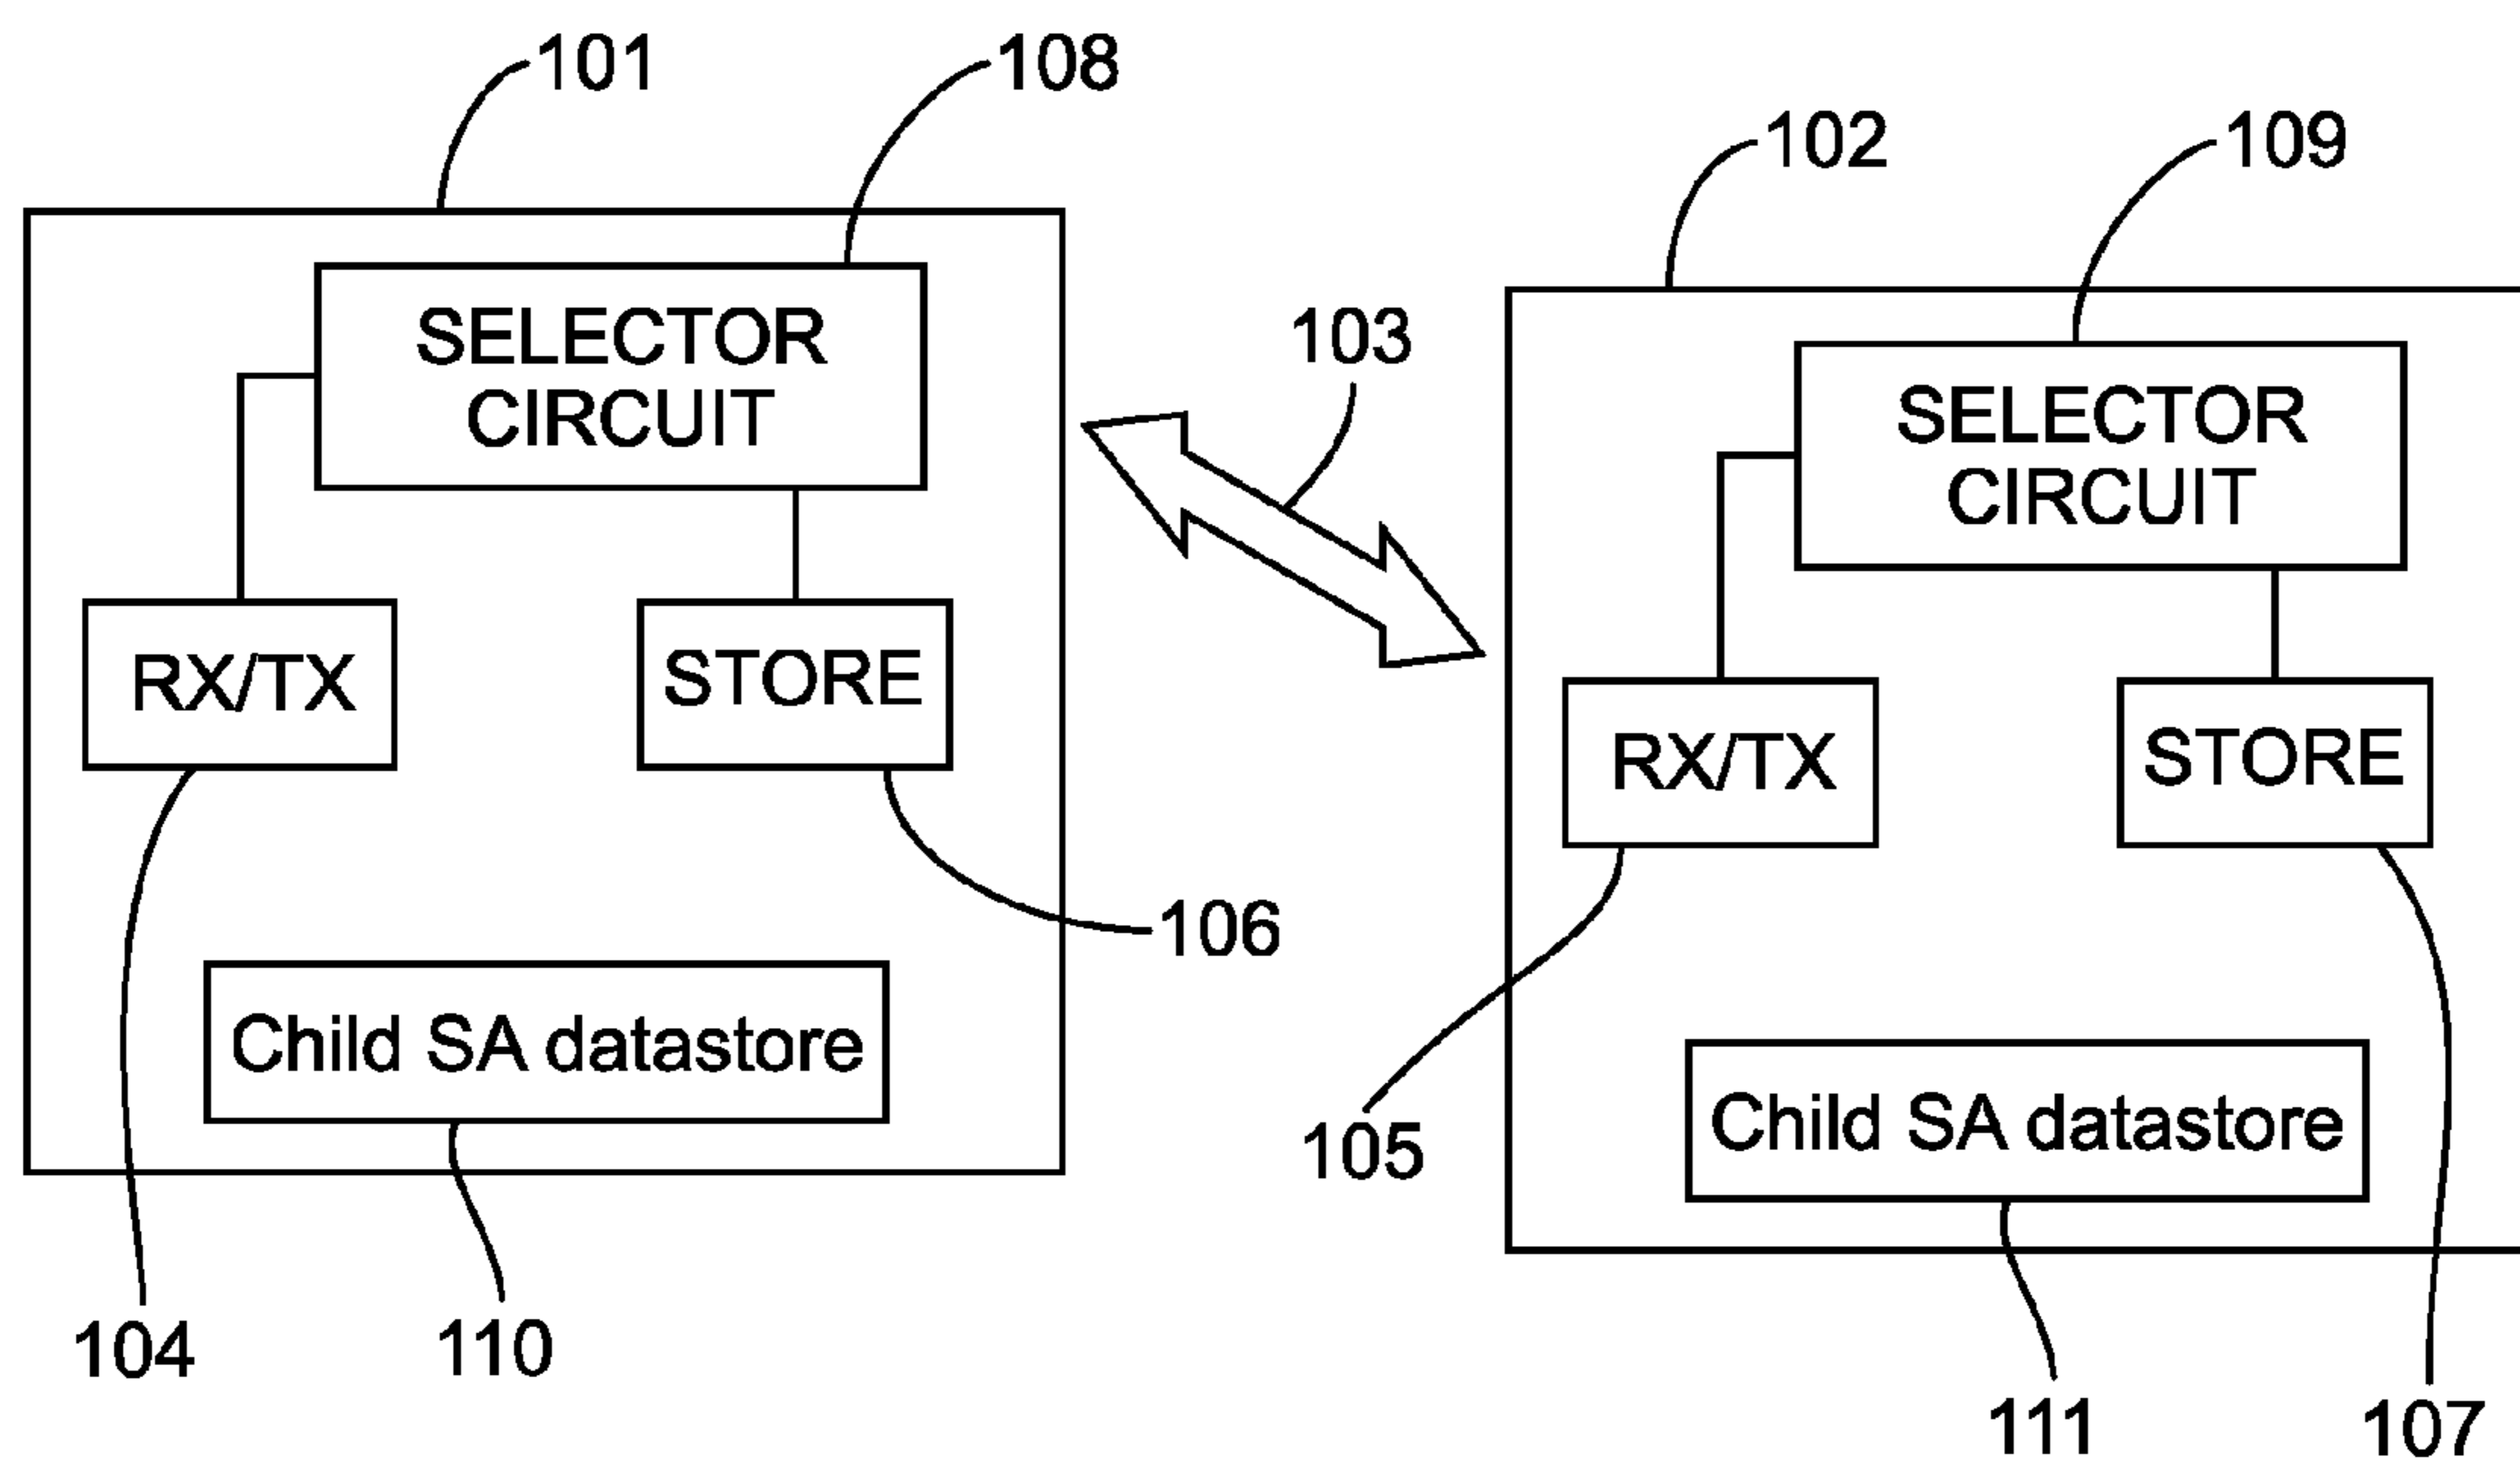 101
108
102
109
103
SELECTOR
CIRCUIT
SELECTOR
CIRCUIT
RX/TX
STORE
RX/TX
STORE
106
Child SA datastore
Child SA datastore
105
104
110
111
107